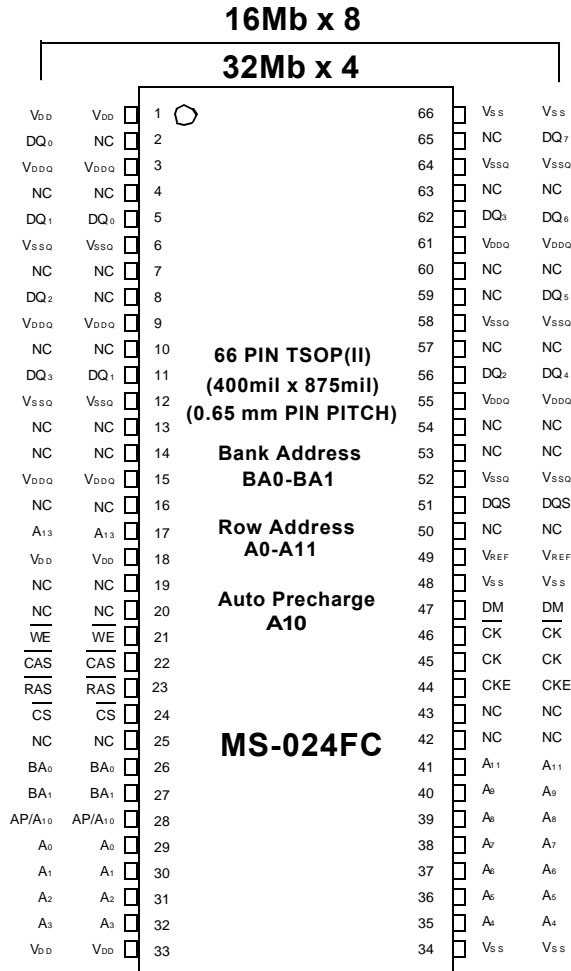 16Mb x 8
32Mb x 4
VDD VDD 1 66 VSS VSS
DQ0 NC 2 65 NC DQ7
VDDQ VDDQ 3 64 VSSQ VSSQ
NC NC 4 63 NC NC
DQ1 DQ0 5 62 DQ3 DQ6
VSSQ VSSQ 6 61 VDDQ VDDQ
NC NC 7 60 NC NC
DQ2 NC 8 59 NC DQ5
VDDQ VDDQ 9 58 VSSQ VSSQ
NC NC 10 66 PIN TSOP(II) 57 NC NC
DQ3 DQ1 11 (400mil x 875mil) 56 DQ2 DQ4
VSSQ VSSQ 12 (0.65 mm PIN PITCH) 55 VDDQ VDDQ
NC NC 13 54 NC NC
NC NC 14 Bank Address 53 NC NC
VDDQ VDDQ 15 BA0-BA1 52 VSSQ VSSQ
NC NC 16 51 DQS DQS
A13 A13 17 Row Address 50 NC NC
VDD VDD 18 A0-A11 49 VREF VREF
NC NC 19 48 VSS VSS
NC NC 20 Auto Precharge 47 DM DM
WE WE 21 A10 46 CK CK
CAS CAS 22 45 CK CK
RAS RAS 23 44 CKE CKE
CS CS 24 43 NC NC
NC NC 25 MS-024FC 42 NC NC
BA0 BA0 26 41 A11 A11
BA1 BA1 27 40 A9 A9
AP/A10 AP/A10 28 39 A8 A8
A0 A0 29 38 A7 A7
A1 A1 30 37 A6 A6
A2 A2 31 36 A5 A5
A3 A3 32 35 A4 A4
VDD VDD 33 34 VSS VSS